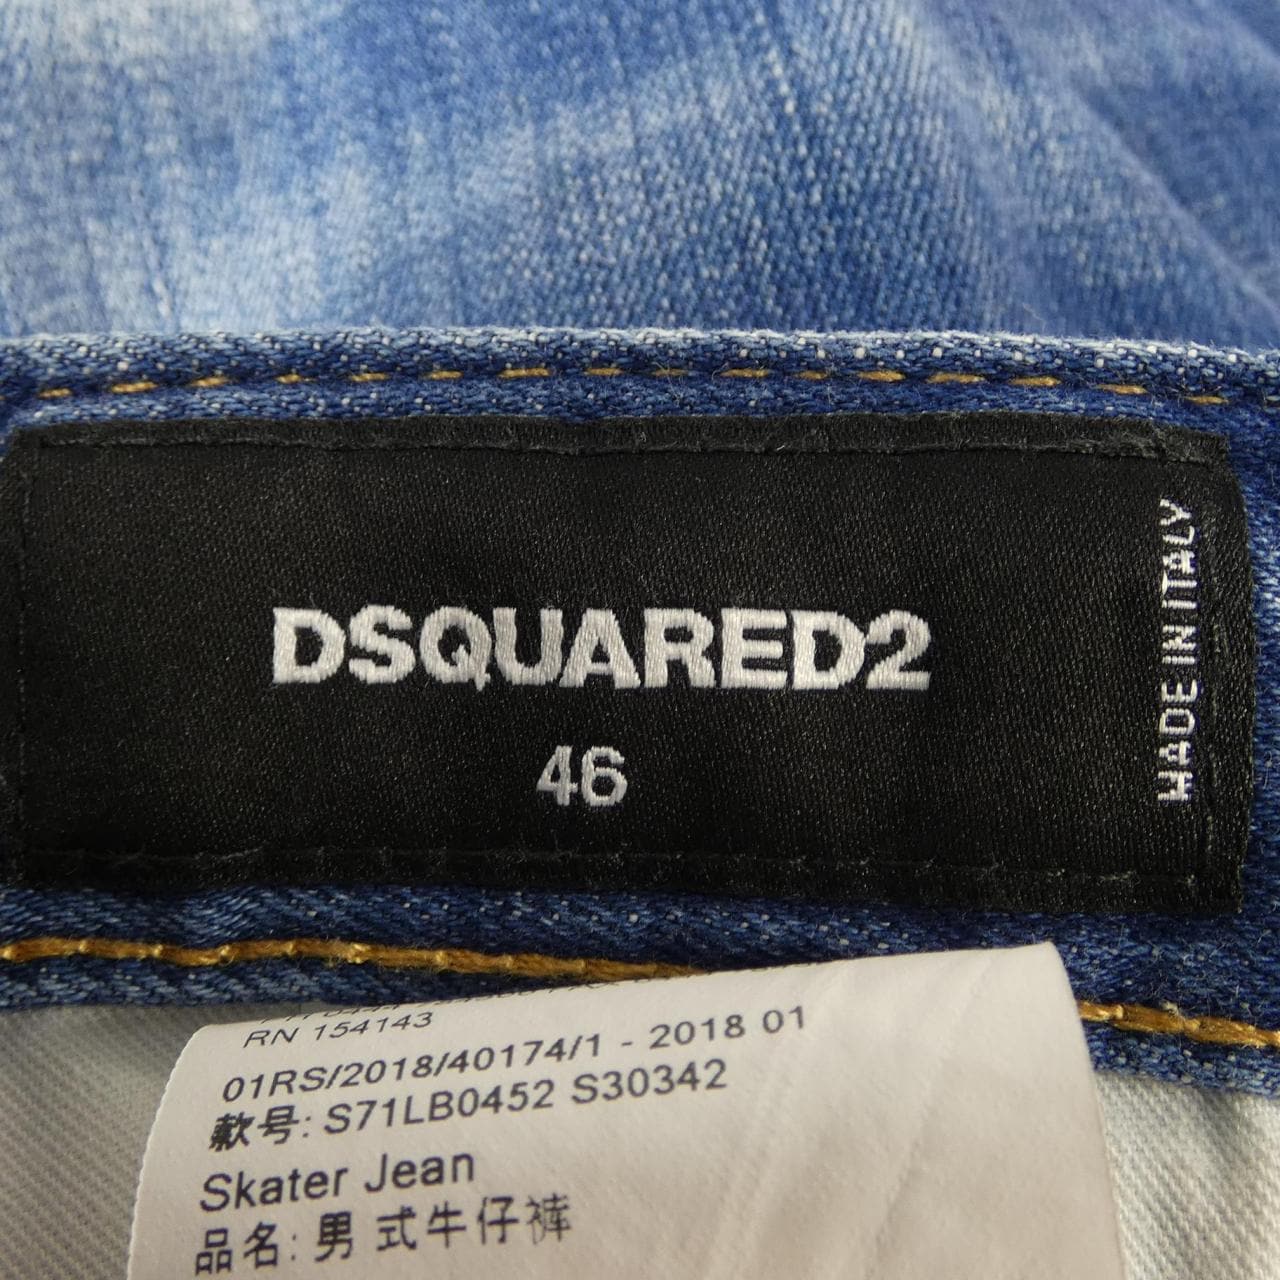 DSQUARED2
46
MADE IN ITALY
RN 154143
01RS/2018/40174/1 - 2018 01
款号: S71LB0452 S30342
Skater Jean
品名: 男 式牛仔裤